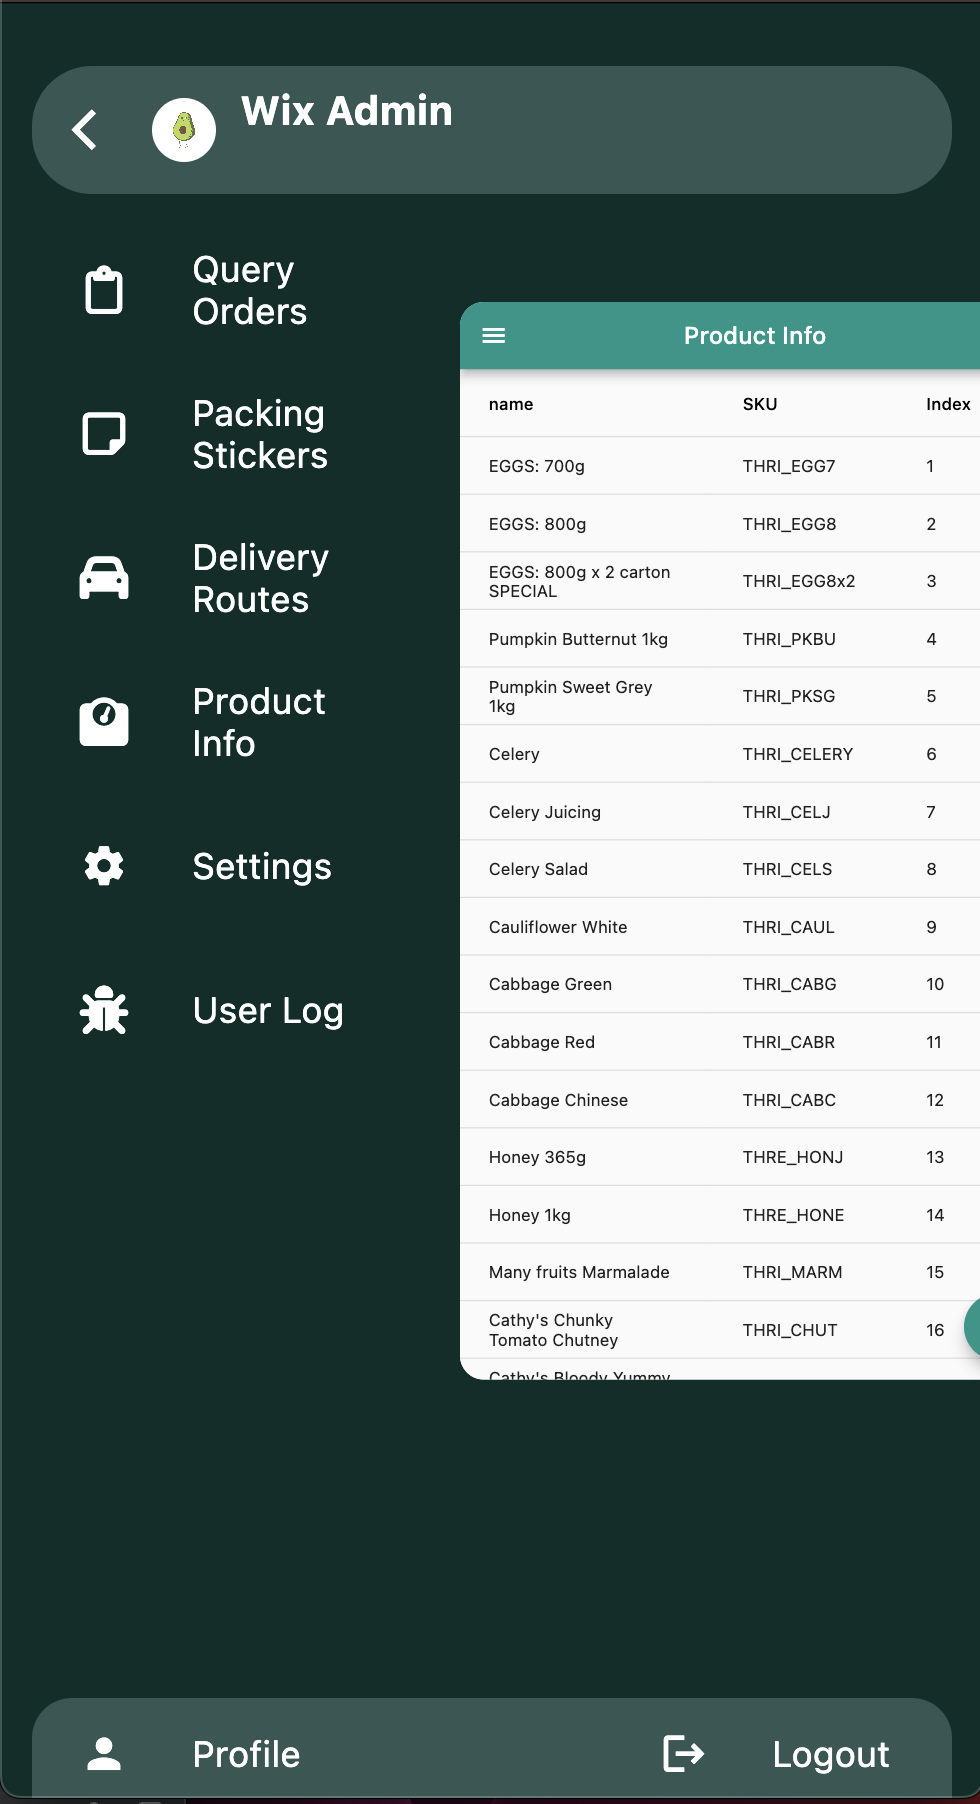 Wix Admin
Query
Orders
Packing
Stickers
Delivery
Routes
Product
Info
Settings
User Log
Product Info
name SKU Index
EGGS: 700g THRI_EGG7 1
EGGS: 800g THRI_EGG8 2
EGGS: 800g x 2 carton
SPECIAL THRI_EGG8x2 3
Pumpkin Butternut 1kg THRI_PKBU 4
Pumpkin Sweet Grey
1kg THRI_PKSG 5
Celery THRI_CELERY 6
Celery Juicing THRI_CELJ 7
Celery Salad THRI_CELS 8
Cauliflower White THRI_CAUL 9
Cabbage Green THRI_CABG 10
Cabbage Red THRI_CABR 11
Cabbage Chinese THRI_CABC 12
Honey 365g THRE_HONJ 13
Honey 1kg THRE_HONE 14
Many fruits Marmalade THRI_MARM 15
Cathy's Chunky
Tomato Chutney THRI_CHUT 16
Cathy's Bloody Yummy
Profile Logout